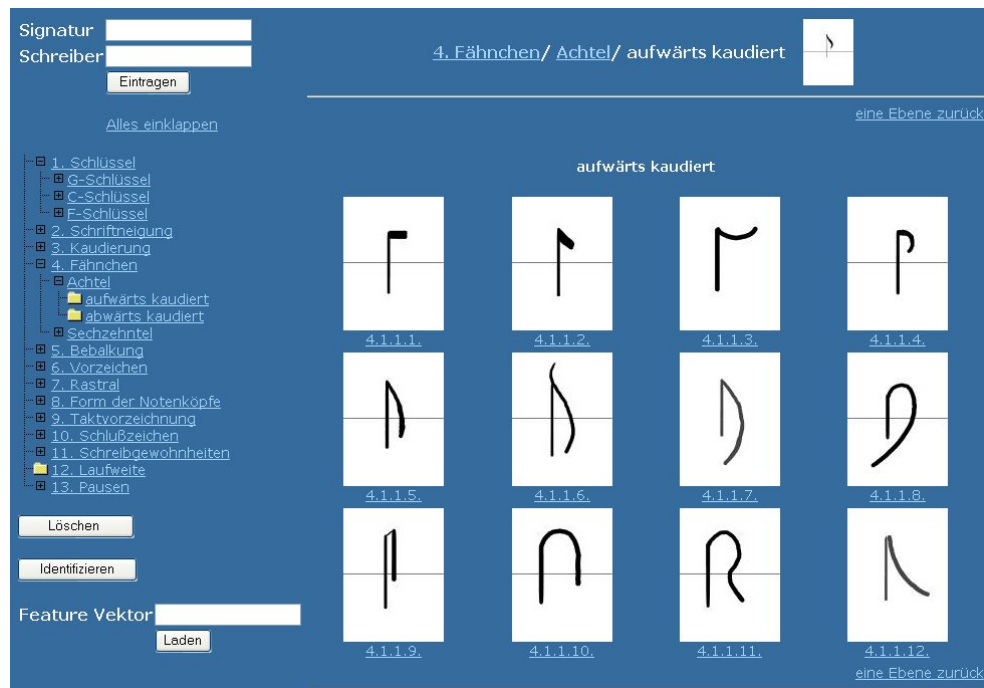 Signatur
Schreiber
Eintragen
Alles einklappen
1. Schlüssel
G-Schlüssel
C-Schlüssel
F-Schlüssel
2. Schriftneigung
3. Kaudierung
4. Fähnchen
Achtel
aufwärts kaudiert
abwärts kaudiert
Sechzehntel
5. Bebalkung
6. Vorzeichen
7. Rastral
8. Form der Notenköpfe
9. Taktvorzeichnung
10. Schlußzeichen
11. Schreibgewohnheiten
12. Laufweite
13. Pausen
Löschen
Identifizieren
Feature Vektor
Laden
4. Fähnchen/ Achtel/ aufwärts kaudiert
eine Ebene zurück
aufwärts kaudiert
4.1.1.1. 4.1.1.2. 4.1.1.3. 4.1.1.4.
4.1.1.5. 4.1.1.6. 4.1.1.7. 4.1.1.8.
4.1.1.9. 4.1.1.10. 4.1.1.11. 4.1.1.12.
eine Ebene zurück